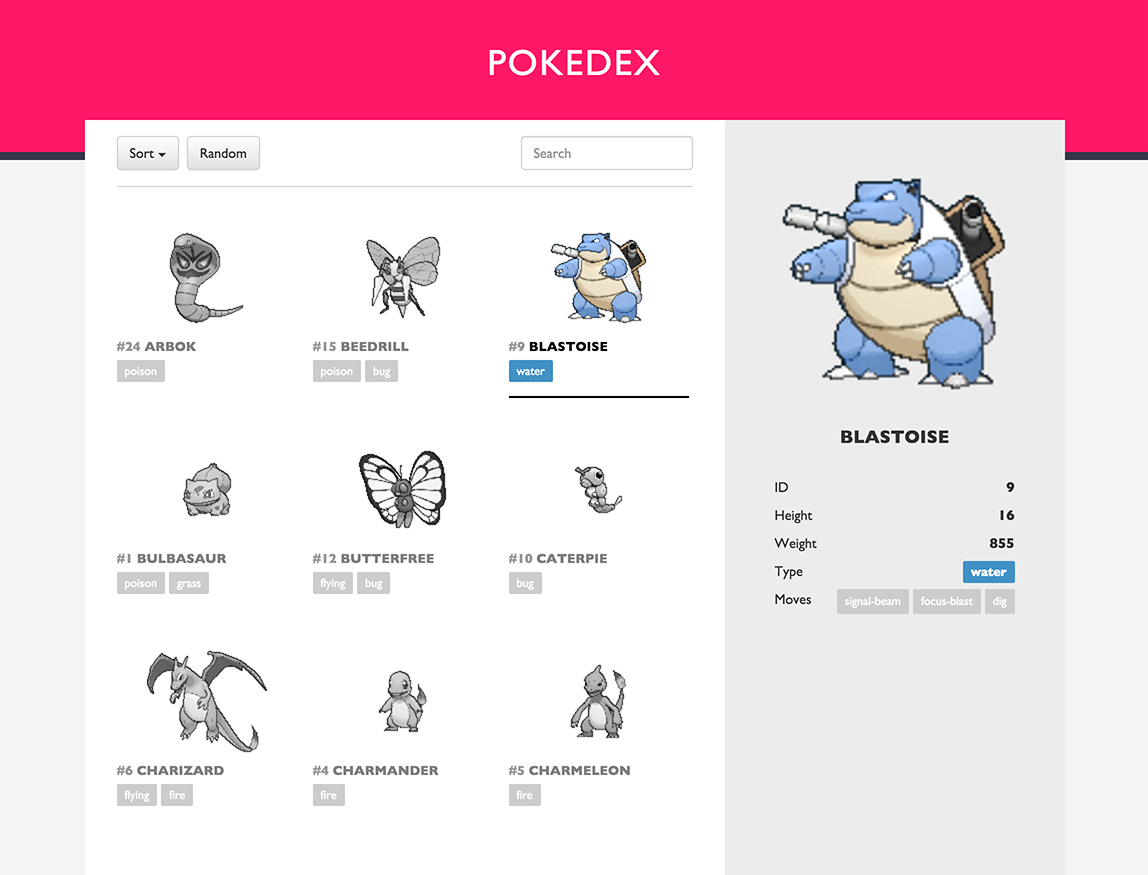 POKEDEX
Sort Random Search
#24 ARBOK
poison
#15 BEEDRILL
poison bug
#9 BLASTOISE
water
#1 BULBASAUR
poison grass
#12 BUTTERFREE
flying bug
#10 CATERPIE
bug
#6 CHARIZARD
flying fire
#4 CHARMANDER
fire
#5 CHARMELEON
fire
BLASTOISE
ID 9
Height 16
Weight 855
Type water
Moves signal-beam focus-blast dig